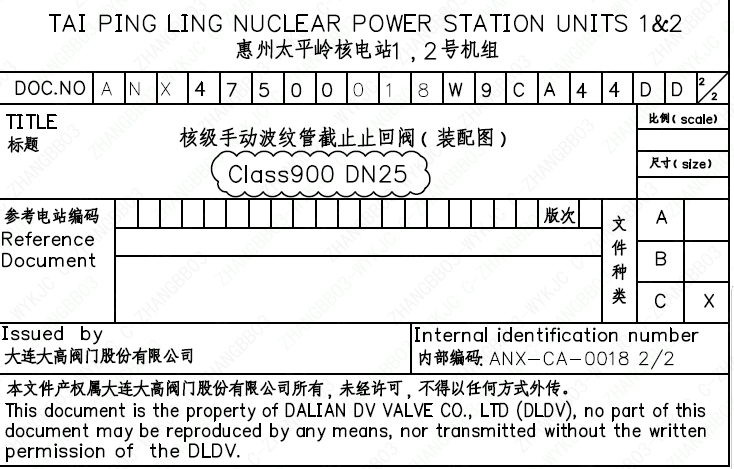 TAI PING LING NUCLEAR POWER STATION UNITS 1&2
惠州太平岭核电站1，2号机组
DOC.NO A N X 4 7 5 0 0 0 1 8 W 9 C A 4 4 D D 2/2
TITLE
标题
核级手动波纹管截止止回阀(装配图)
Class900 DN25
比例(scale)
尺寸(size)
参考电站编码
Reference
Document
版次
文件种类
A
B
C X
Issued by
大连大高阀门股份有限公司
Internal identification number
内部编码 ANX-CA-0018 2/2
本文件产权属大连大高阀门股份有限公司所有，未经许可，不得以任何方式外传。
This document is the property of DALIAN DV VALVE CO., LTD (DLDV), no part of this
document may be reproduced by any means, nor transmitted without the written
permission of the DLDV.